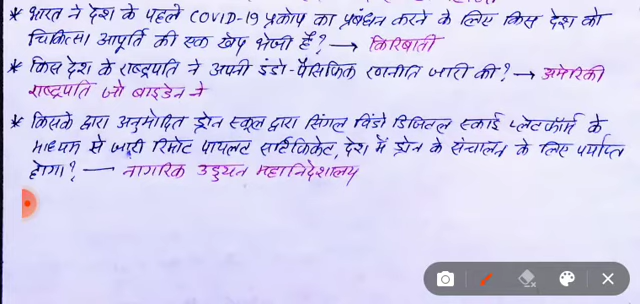 * भारत ने देश के पहले COVID-19 प्रकोप का प्रबंधन करने के लिए किस देश को
चिकित्सा आपूर्ति की एक खेप भेजी है? → किरिबाती
* किस देश के राष्ट्रपति ने अपनी इंडो-पैसिफिक रणनीति जारी की? → अमेरिकी
राष्ट्रपति जो बाइडेन ने
* किसके द्वारा अनुमोदित ड्रोन स्कूल द्वारा सिंगल विंडो डिजिटल स्काई प्लेटफॉर्म के
माध्यम से जारी रिमोट पायलट सर्टिफिकेट, देश में ड्रोन के संचालन के लिए पर्याप्त
होगा? — नागरिक उड्डयन महानिदेशालय